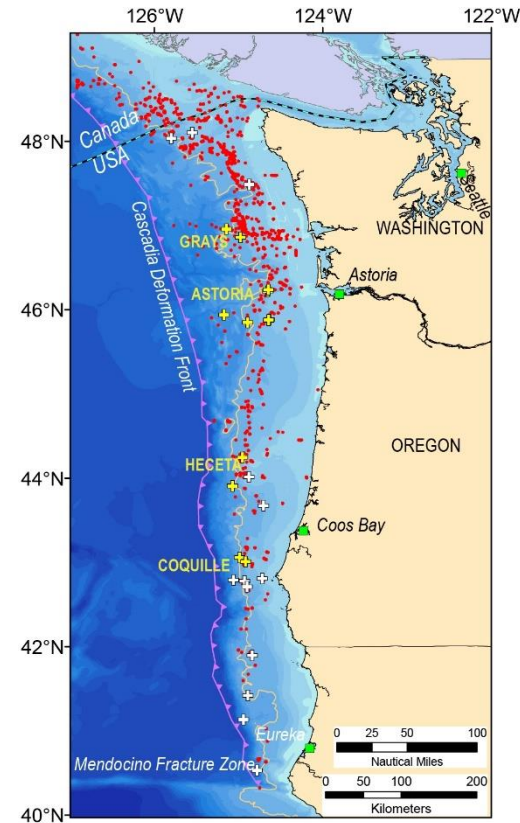 126°W 124°W 122°W
48°N
Canada
USA
Cascadia Deformation Front
Seattle
GRAYS
WASHINGTON
ASTORIA
Astoria
46°N
OREGON
HECETA
44°N
Coos Bay
COQUILLE
42°N
Eureka
Mendocino Fracture Zone
0 25 50 100
Nautical Miles
0 50 100 200
Kilometers
40°N